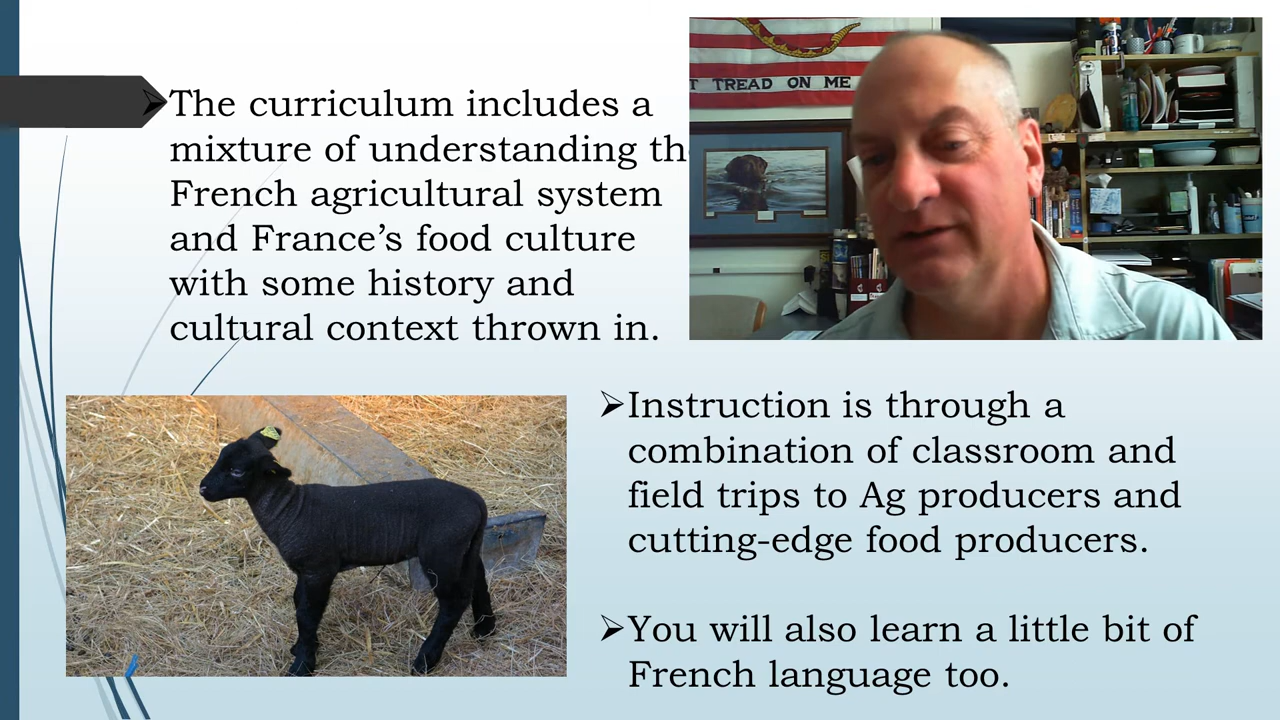 ➢The curriculum includes a
mixture of understanding the
French agricultural system
and France’s food culture
with some history and
cultural context thrown in.
T TREAD ON ME
➢Instruction is through a
combination of classroom and
field trips to Ag producers and
cutting-edge food producers.
➢You will also learn a little bit of
French language too.